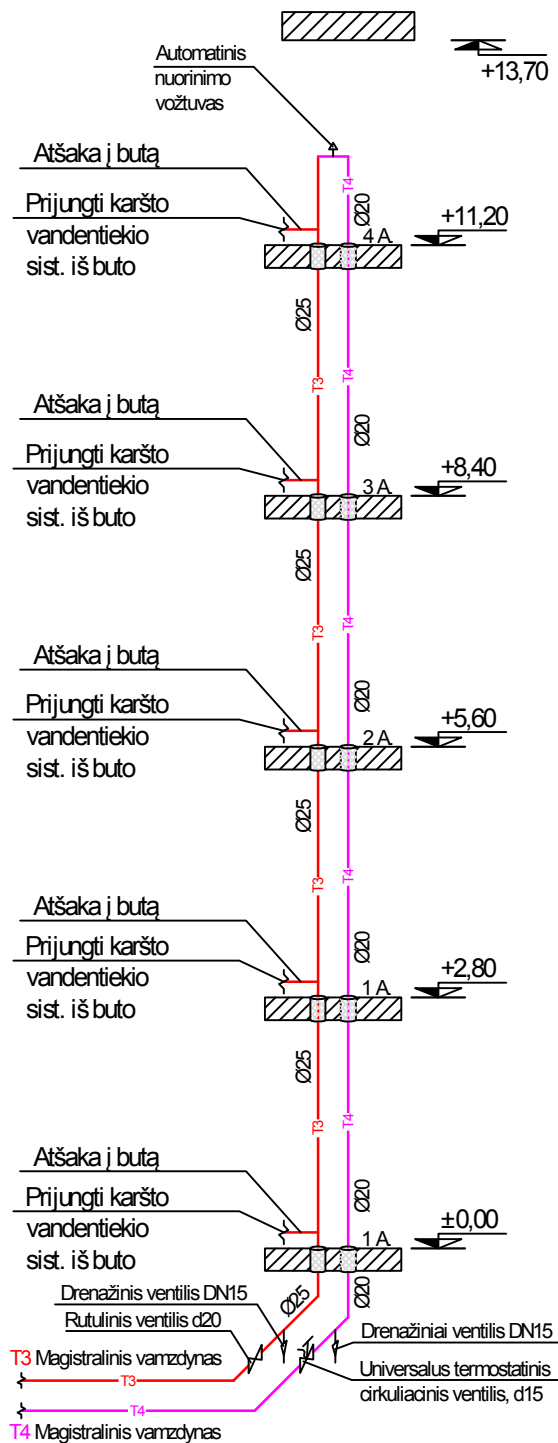 +13,70
Automatinis
nuorinimo
vožtuvas
Atšaka į butą
T4
Ø20
Prijungti karšto
vandentiekio
sist. iš buto
+11,20
4 A.
Ø25
T3
T4
Atšaka į butą
Ø20
Prijungti karšto
vandentiekio
sist. iš buto
+8,40
3 A.
Ø25
T3
T4
Atšaka į butą
Ø20
Prijungti karšto
vandentiekio
sist. iš buto
+5,60
2 A.
Ø25
T3
T4
Atšaka į butą
Ø20
Prijungti karšto
vandentiekio
sist. iš buto
+2,80
1 A.
Ø25
T3
T4
Atšaka į butą
Ø20
Prijungti karšto
vandentiekio
sist. iš buto
±0,00
1 A.
Drenažinis ventilis DN15
Ø25
Ø20
Rutulinis ventilis d20
Drenažiniai ventilis DN15
T3 Magistralinis vamzdynas
T3
Universalus termostatinis
cirkuliacinis ventilis, d15
T4
T4 Magistralinis vamzdynas